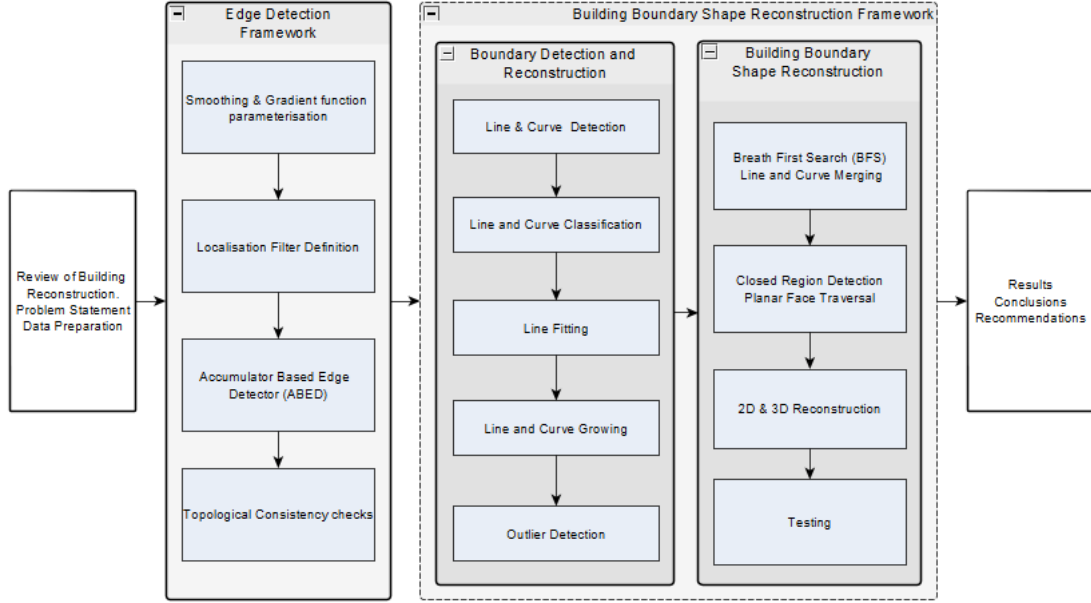 Review of Building
Reconstruction.
Problem Statement
Data Preparation
Edge Detection
Framework
Smoothing & Gradient function
parameterisation
Localisation Filter Definition
Accumulator Based Edge
Detector (ABED)
Topological Consistency checks
Building Boundary Shape Reconstruction Framework
Boundary Detection and
Reconstruction
Line & Curve Detection
Line and Curve Classification
Line Fitting
Line and Curve Growing
Outlier Detection
Building Boundary
Shape Reconstruction
Breath First Search (BFS)
Line and Curve Merging
Closed Region Detection
Planar Face Traversal
2D & 3D Reconstruction
Testing
Results
Conclusions
Recommendations